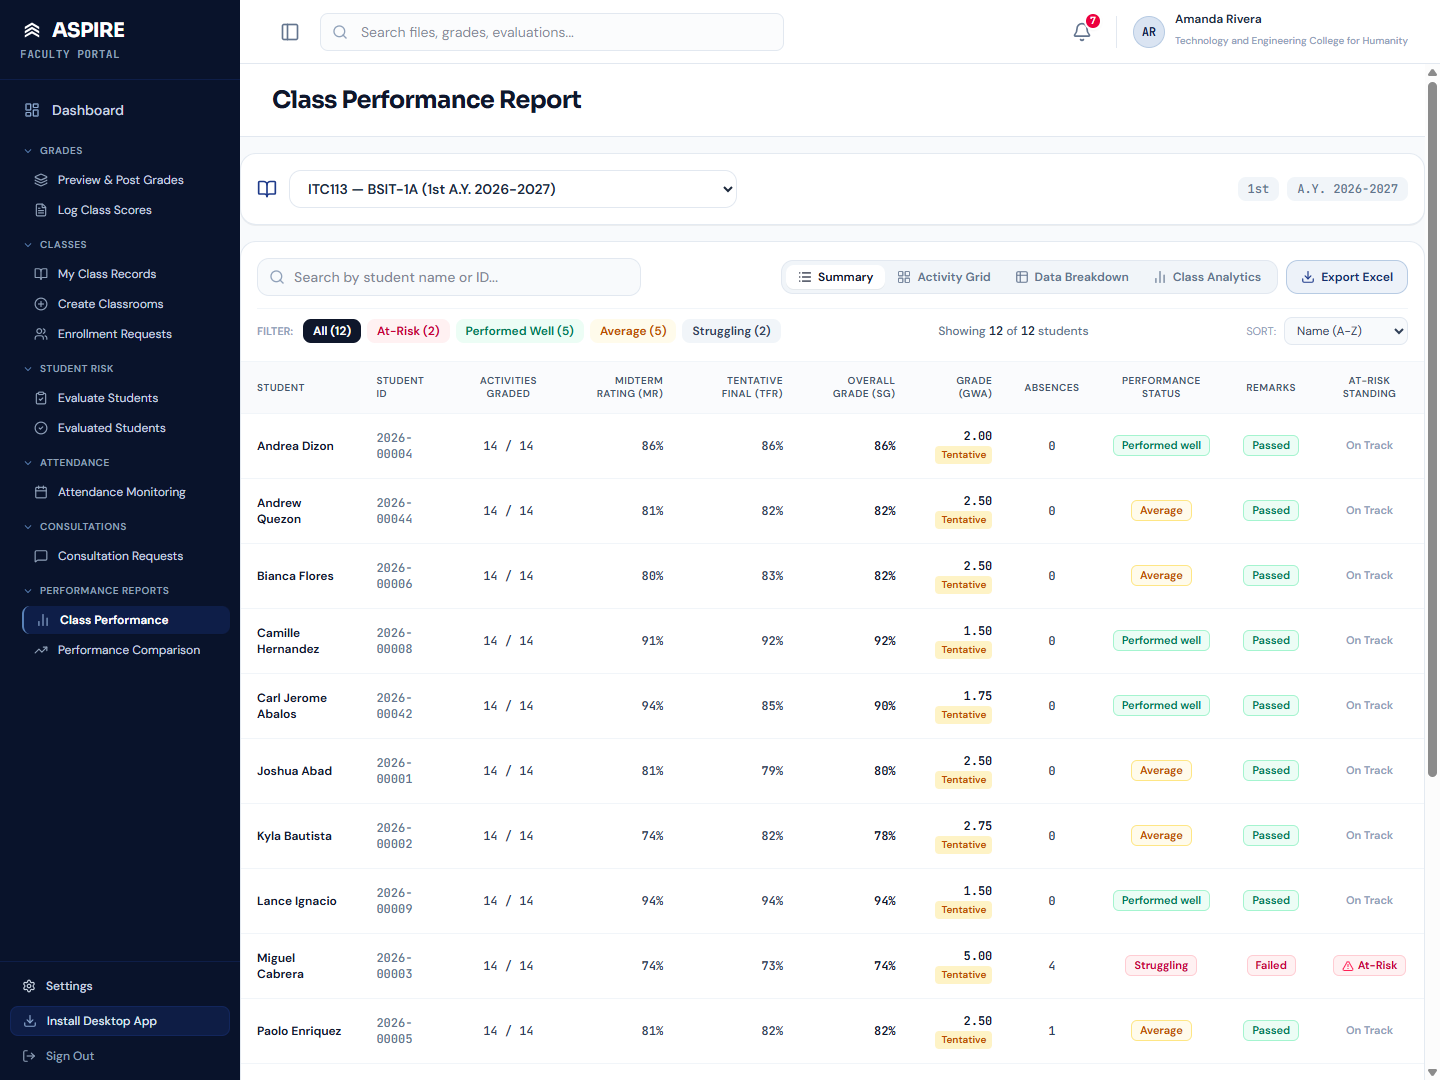 ASPIRE
FACULTY PORTAL
Dashboard
GRADES
Preview & Post Grades
Log Class Scores
CLASSES
My Class Records
Create Classrooms
Enrollment Requests
STUDENT RISK
Evaluate Students
Evaluated Students
ATTENDANCE
Attendance Monitoring
CONSULTATIONS
Consultation Requests
PERFORMANCE REPORTS
Class Performance
Performance Comparison
Settings
Install Desktop App
Sign Out
Search files, grades, evaluations...
7
AR
Amanda Rivera
Technology and Engineering College for Humanity
Class Performance Report
ITC113 — BSIT-1A (1st A.Y. 2026-2027)
1st A.Y. 2026-2027
Search by student name or ID...
Summary Activity Grid Data Breakdown Class Analytics Export Excel
FILTER: All (12) At-Risk (2) Performed Well (5) Average (5) Struggling (2) Showing 12 of 12 students SORT: Name (A-Z)
STUDENT STUDENT ID ACTIVITIES GRADED MIDTERM RATING (MR) TENTATIVE FINAL (TFR) OVERALL GRADE (SG) GRADE (GWA) ABSENCES PERFORMANCE STATUS REMARKS AT-RISK STANDING
Andrea Dizon 2026-00004 14 / 14 86% 86% 86% 2.00 Tentative 0 Performed well Passed On Track
Andrew Quezon 2026-00044 14 / 14 81% 82% 82% 2.50 Tentative 0 Average Passed On Track
Bianca Flores 2026-00006 14 / 14 80% 83% 82% 2.50 Tentative 0 Average Passed On Track
Camille Hernandez 2026-00008 14 / 14 91% 92% 92% 1.50 Tentative 0 Performed well Passed On Track
Carl Jerome Abalos 2026-00042 14 / 14 94% 85% 90% 1.75 Tentative 0 Performed well Passed On Track
Joshua Abad 2026-00001 14 / 14 81% 79% 80% 2.50 Tentative 0 Average Passed On Track
Kyla Bautista 2026-00002 14 / 14 74% 82% 78% 2.75 Tentative 0 Average Passed On Track
Lance Ignacio 2026-00009 14 / 14 94% 94% 94% 1.50 Tentative 0 Performed well Passed On Track
Miguel Cabrera 2026-00003 14 / 14 74% 73% 74% 5.00 Tentative 4 Struggling Failed At-Risk
Paolo Enriquez 2026-00005 14 / 14 81% 82% 82% 2.50 Tentative 1 Average Passed On Track